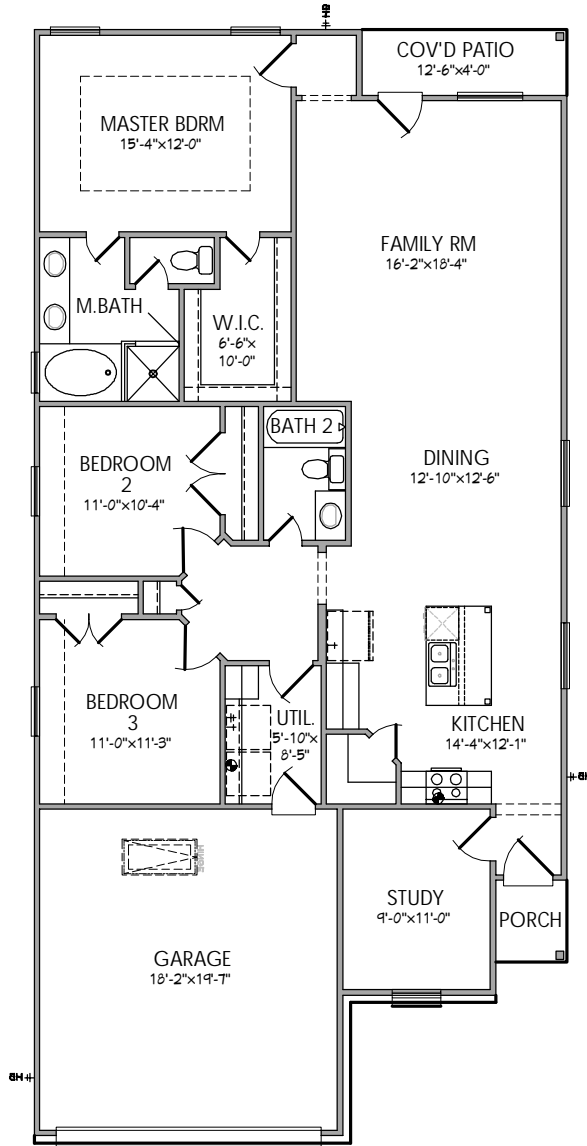 HB
COV'D PATIO
12'-6"x4'-0"
MASTER BDRM
15'-4"x12'-0"
FAMILY RM
16'-2"x18'-4"
M.BATH
W.I.C.
6'-6"x
10'-0"
BATH 2
BEDROOM
2
11'-0"x10'-4"
DINING
12'-10"x12'-6"
BEDROOM
3
11'-0"x11'-3"
UTIL.
5'-10"x
8'-5"
KITCHEN
14'-4"x12'-1"
HB
STUDY
9'-0"x11'-0"
PORCH
GARAGE
18'-2"x19'-7"
HB